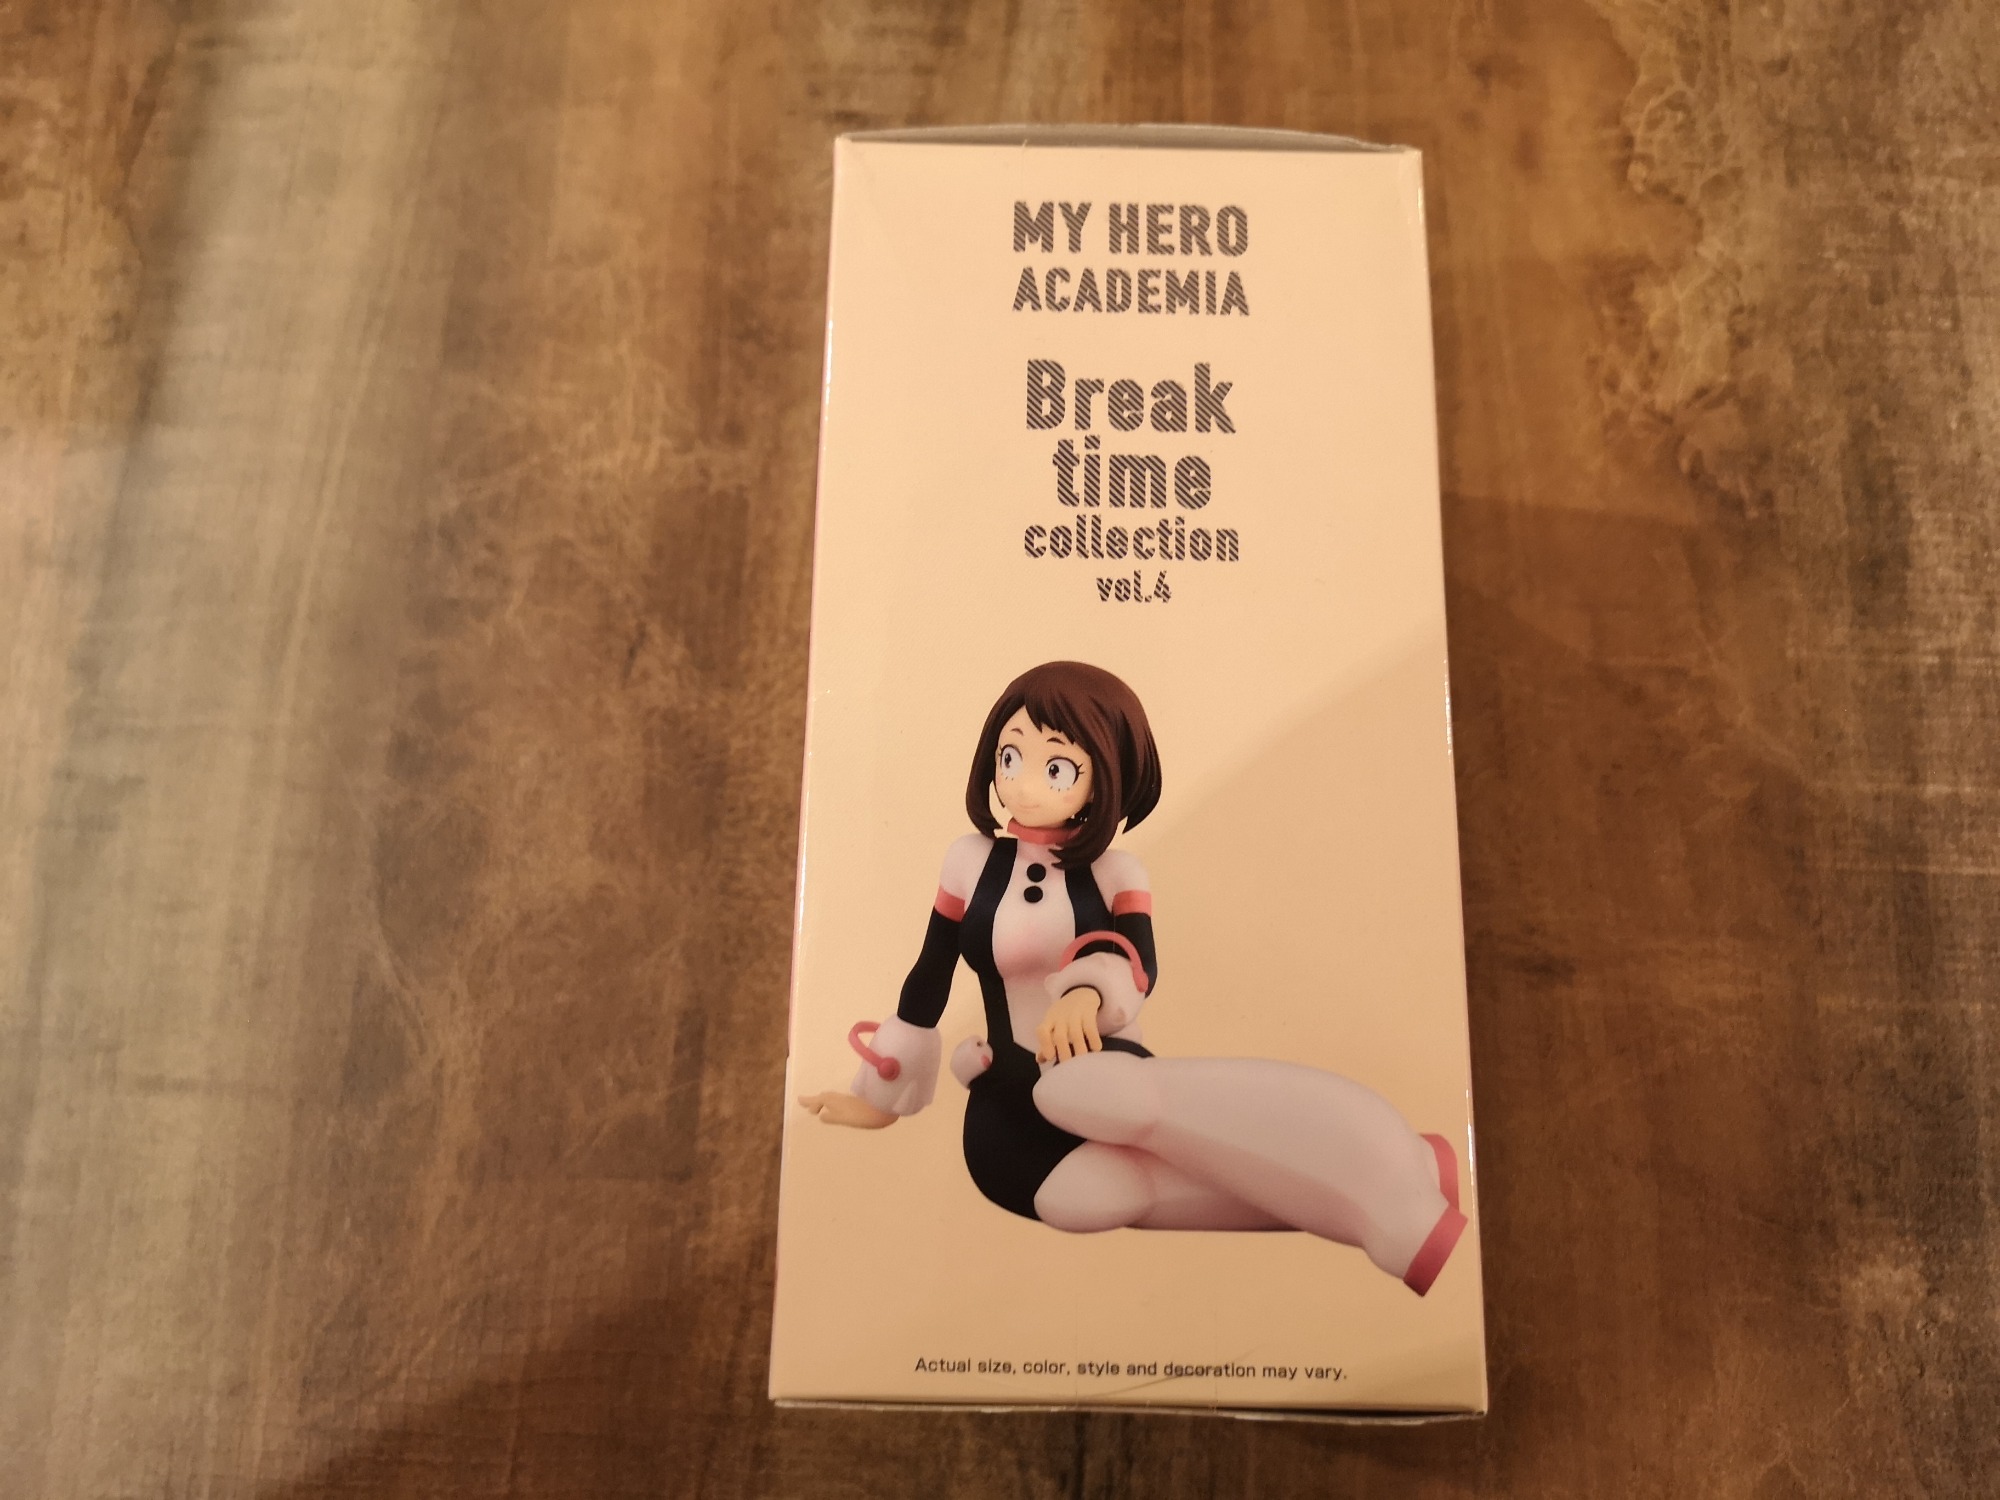 MY HERO
ACADEMIA
Break
time
collection
vol.4
Actual size, color, style and decoration may vary.